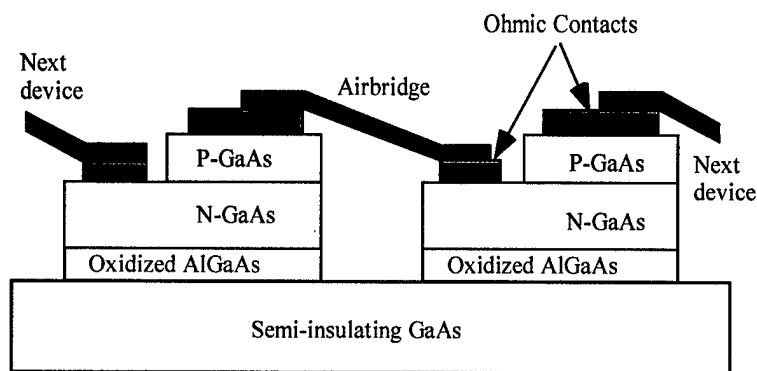 Ohmic Contacts
Next
device
Airbridge
P-GaAs
P-GaAs
Next
device
N-GaAs
N-GaAs
Oxidized AlGaAs
Oxidized AlGaAs
Semi-insulating GaAs